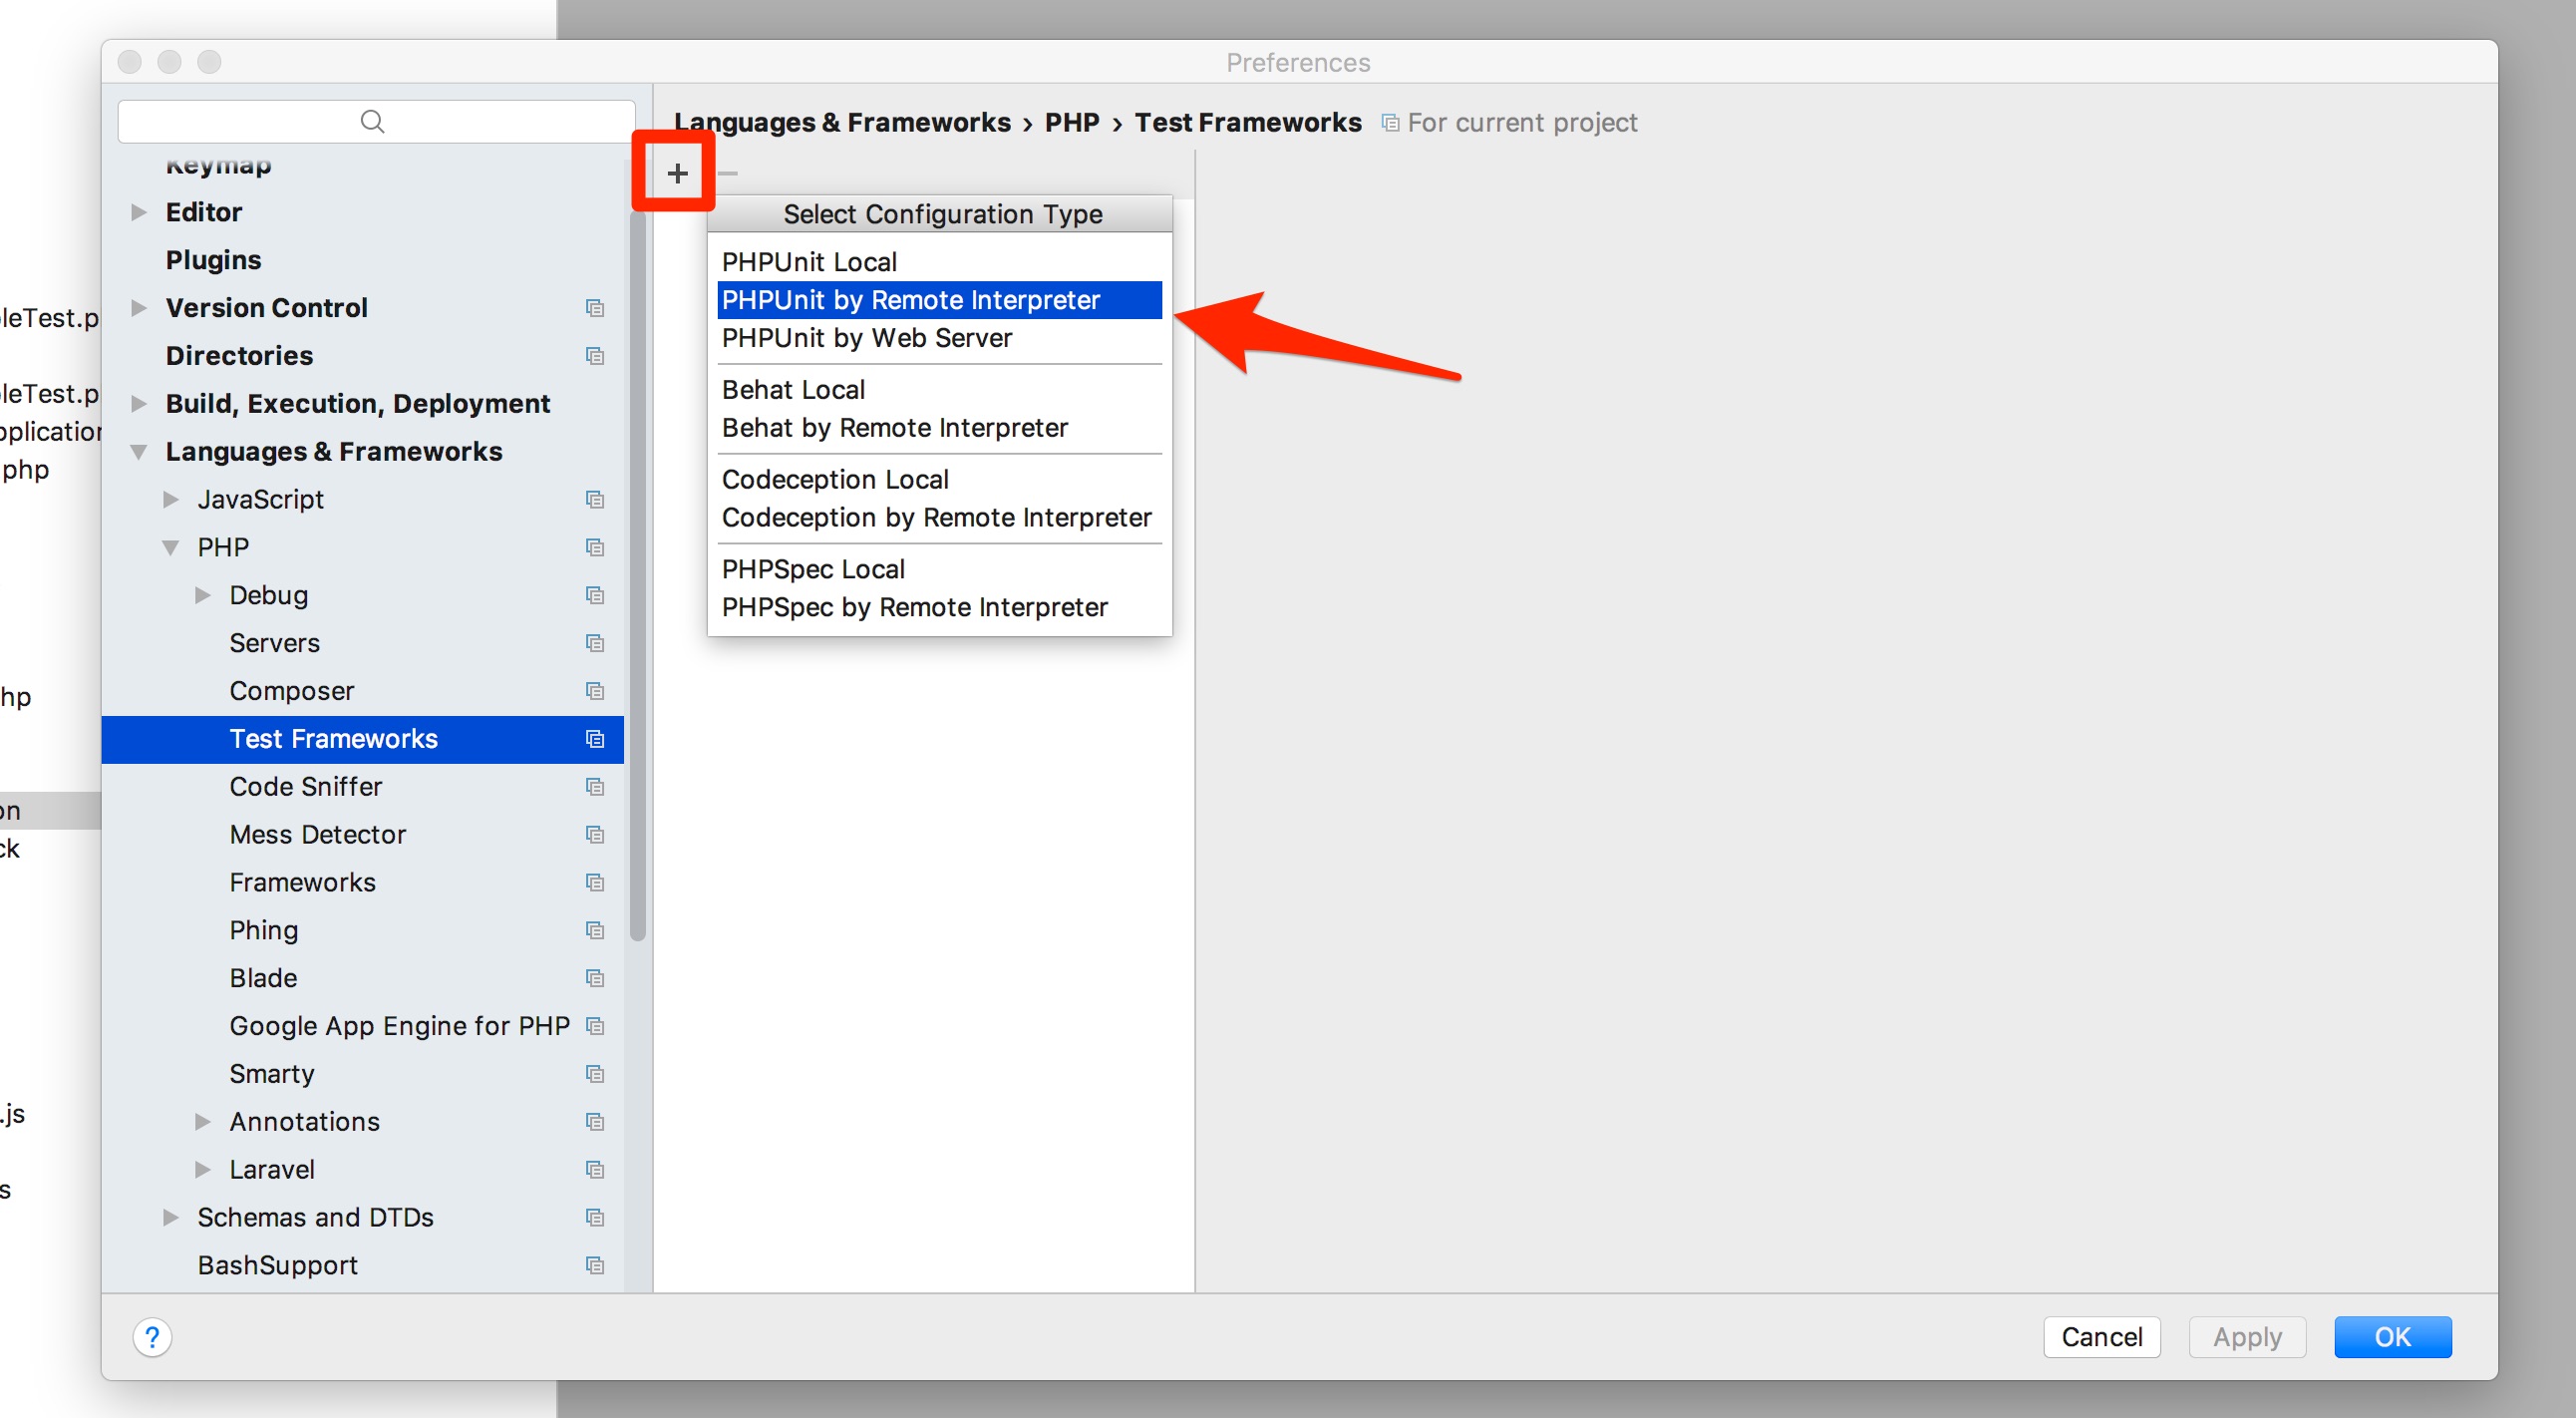 Preferences
Languages & Frameworks › PHP › Test Frameworks For current project
Keymap
Editor
Plugins
Version Control
Directories
Build, Execution, Deployment
Languages & Frameworks
JavaScript
PHP
Debug
Servers
Composer
Test Frameworks
Code Sniffer
Mess Detector
Frameworks
Phing
Blade
Google App Engine for PHP
Smarty
Annotations
Laravel
Schemas and DTDs
BashSupport
+ −
Select Configuration Type
PHPUnit Local
PHPUnit by Remote Interpreter
PHPUnit by Web Server
Behat Local
Behat by Remote Interpreter
Codeception Local
Codeception by Remote Interpreter
PHPSpec Local
PHPSpec by Remote Interpreter
leTest.p
leTest.p
pplication
php
hp
on
ck
.js
s
?
Cancel
Apply
OK